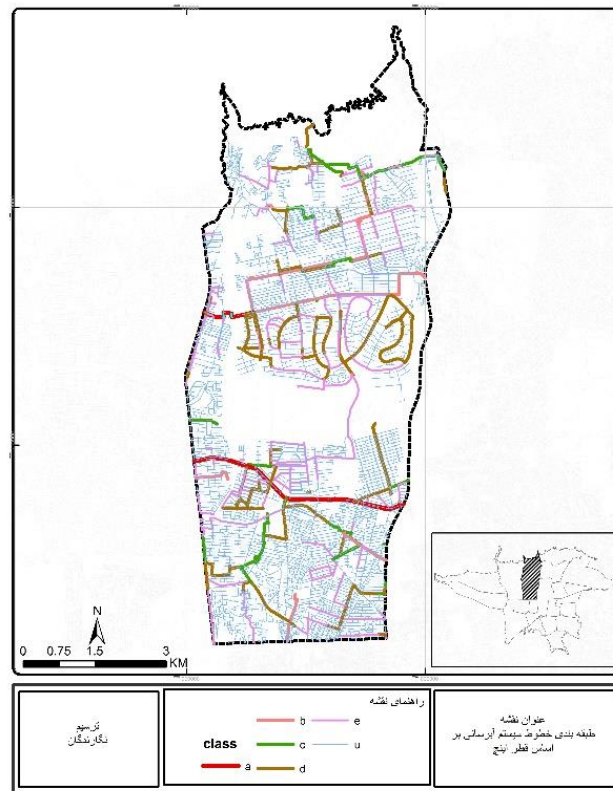 N
0 0.75 1.5 3
KM
عنوان نقشه
طبقه بندی خطوط سیستم آبرسانی بر
اساس قطر اینچ
راهنمای نقشه
class
a
b
c
d
e
u
ترسیم
نگارندگان